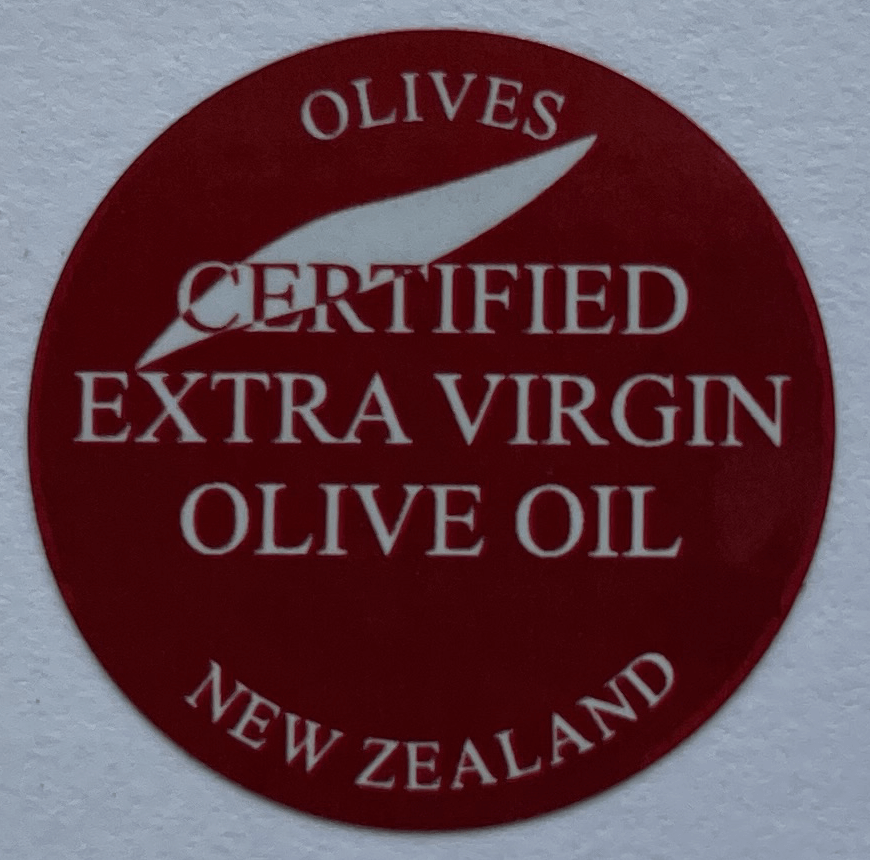 OLIVES
CERTIFIED
EXTRA VIRGIN
OLIVE OIL
NEW ZEALAND